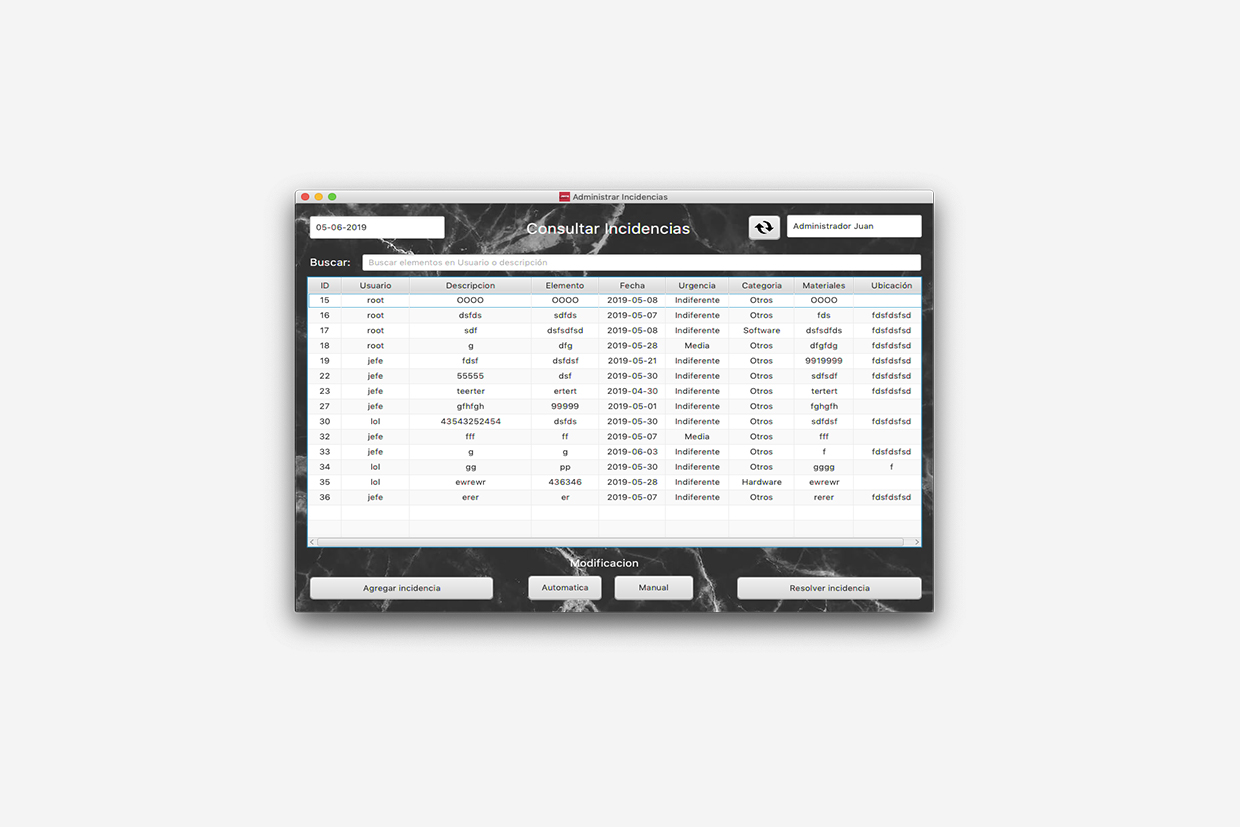 Administrar Incidencias
05-06-2019 Consultar Incidencias Administrador Juan
Buscar: Buscar elementos en Usuario o descripción
ID Usuario Descripcion Elemento Fecha Urgencia Categoria Materiales Ubicación
15 root OOOO OOOO 2019-05-08 Indiferente Otros OOOO
16 root dsfds sdfds 2019-05-07 Indiferente Otros fds fdsfdsfsd
17 root sdf dsfsdfsd 2019-05-08 Indiferente Software dsfsdfds fdsfdsfsd
18 root g dfg 2019-05-28 Media Otros dfgfdg fdsfdsfsd
19 jefe fdsf dsfdsf 2019-05-21 Indiferente Otros 9919999 fdsfdsfsd
22 jefe 55555 dsf 2019-05-30 Indiferente Otros sdfsdf fdsfdsfsd
23 jefe teerter ertert 2019-04-30 Indiferente Otros tertert fdsfdsfsd
27 jefe gfhfgh 99999 2019-05-01 Indiferente Otros fghgfh
30 lol 43543252454 dsfds 2019-05-30 Indiferente Otros sdfdsf fdsfdsfsd
32 jefe fff ff 2019-05-07 Media Otros fff
33 jefe g g 2019-06-03 Indiferente Otros f fdsfdsfsd
34 lol gg pp 2019-05-30 Indiferente Otros gggg f
35 lol ewrewr 436346 2019-05-28 Indiferente Hardware ewrewr
36 jefe erer er 2019-05-07 Indiferente Otros rerer fdsfdsfsd
Modificacion
Agregar incidencia Automatica Manual Resolver incidencia